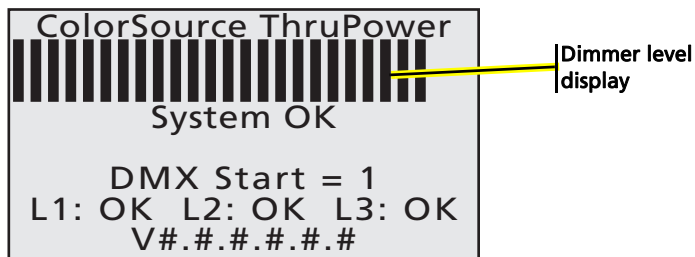 ColorSource ThruPower
System OK
DMX Start = 1
L1: OK L2: OK L3: OK
V#.#.#.#.#.#
Dimmer level
display